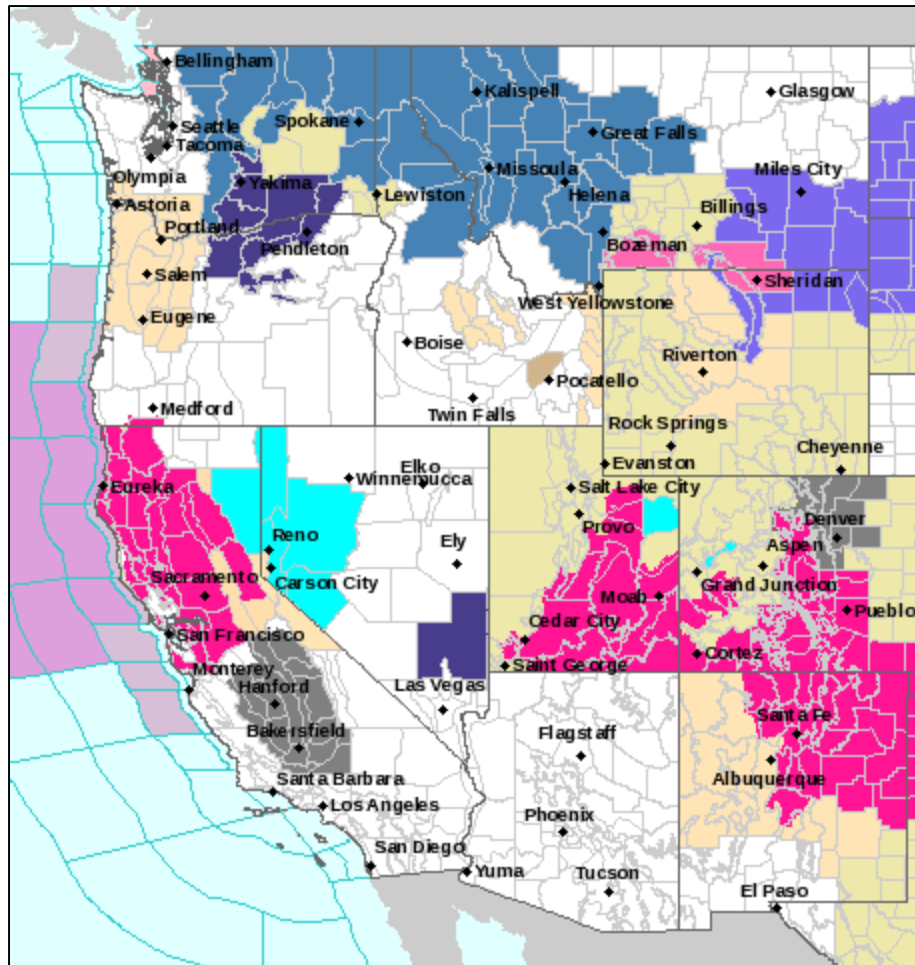 Bellingham
Kalispell
Glasgow
Seattle
Spokane
Great Falls
Tacoma
Olympia
Missoula
Miles City
Yakima
Helena
Lewiston
Astoria
Billings
Portland
Pendleton
Bozeman
Salem
Sheridan
West Yellowstone
Eugene
Boise
Riverton
Pocatello
Medford
Twin Falls
Rock Springs
Cheyenne
Evanston
Elko
Winnemucca
Eureka
Salt Lake City
Provo
Denver
Reno
Ely
Aspen
Sacramento
Carson City
Grand Junction
Moab
Pueblo
Cedar City
San Francisco
Cortez
Saint George
Monterey
Las Vegas
Hanford
Santa Fe
Bakersfield
Flagstaff
Albuquerque
Santa Barbara
Los Angeles
Phoenix
San Diego
Yuma
Tucson
El Paso